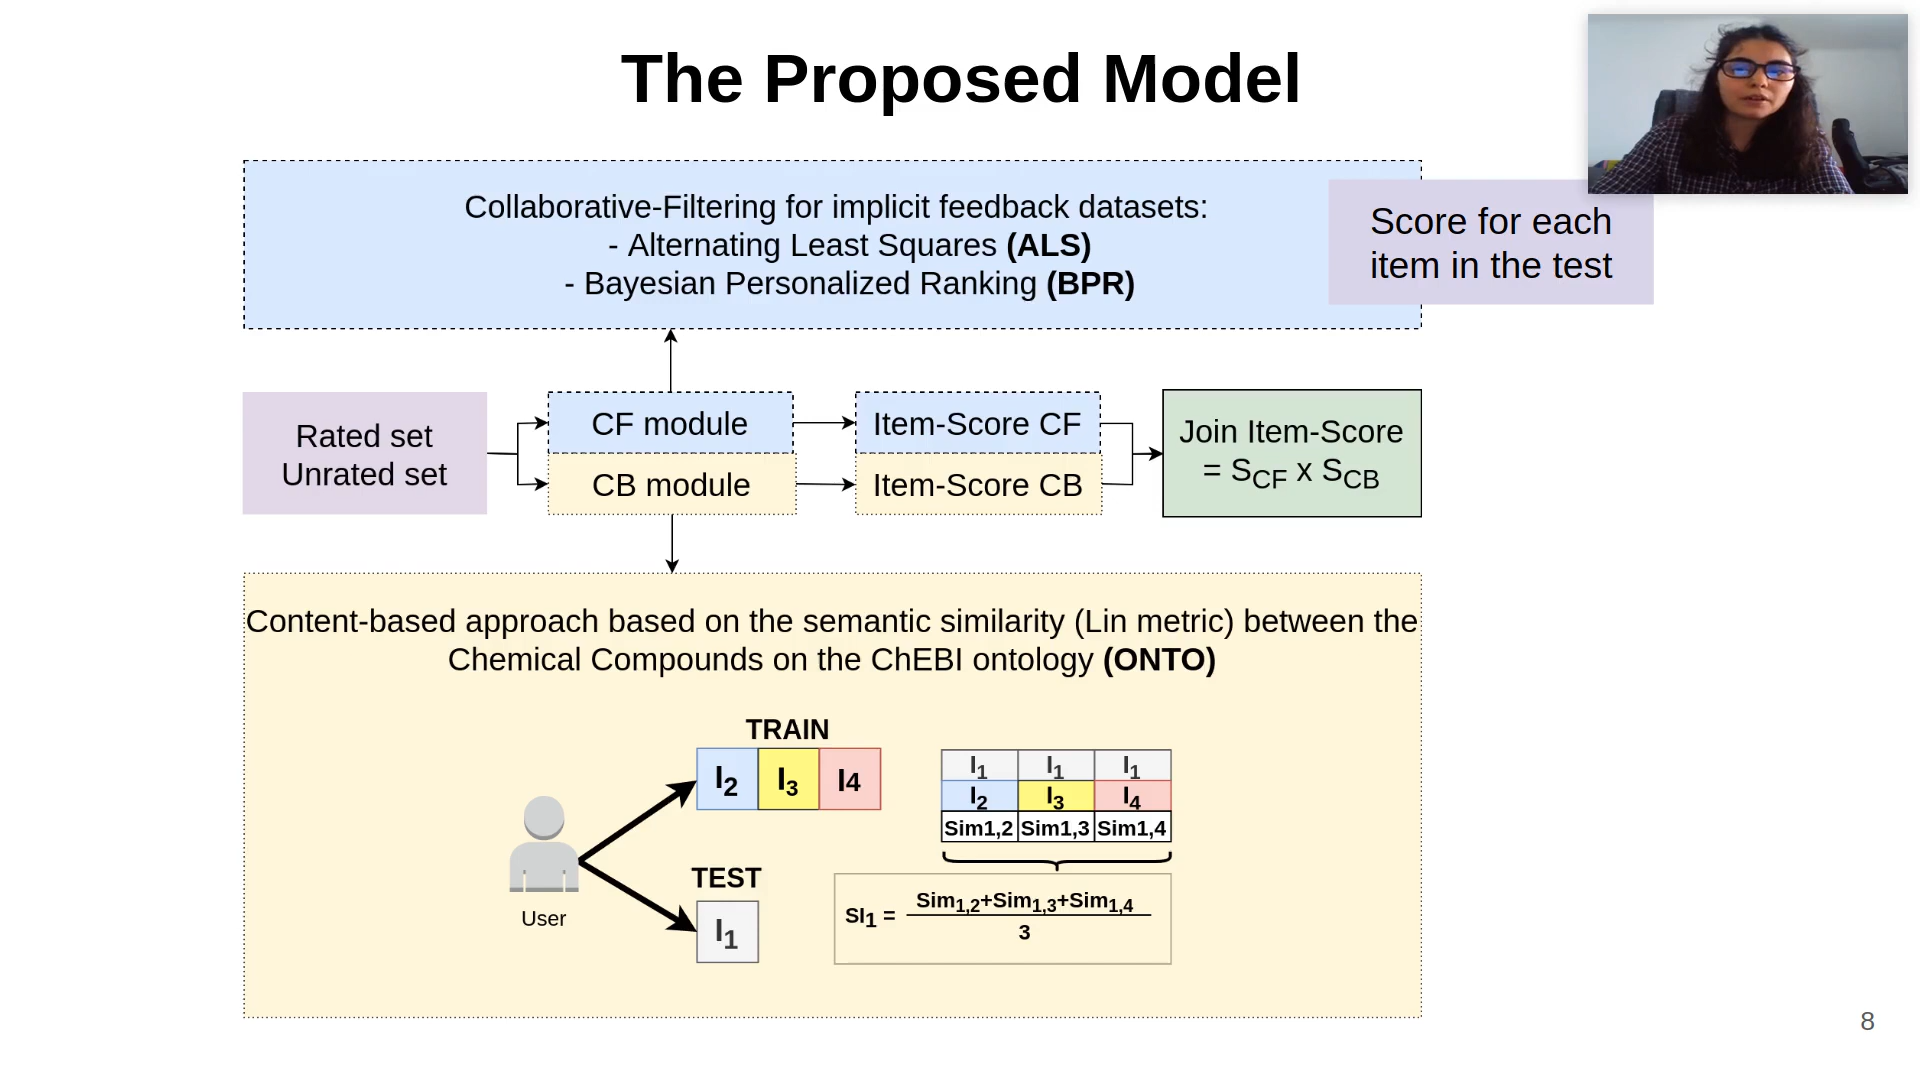 The Proposed Model
Collaborative-Filtering for implicit feedback datasets:
- Alternating Least Squares (ALS)
- Bayesian Personalized Ranking (BPR)
Score for each
item in the test
Rated set
Unrated set
CF module
CB module
Item-Score CF
Item-Score CB
Join Item-Score
= SCF x SCB
Content-based approach based on the semantic similarity (Lin metric) between the
Chemical Compounds on the ChEBI ontology (ONTO)
TRAIN
I2 I3 I4
User
TEST
I1
I1 I1 I1
I2 I3 I4
Sim1,2 Sim1,3 Sim1,4
SI1 = Sim1,2+Sim1,3+Sim1,4
3
8